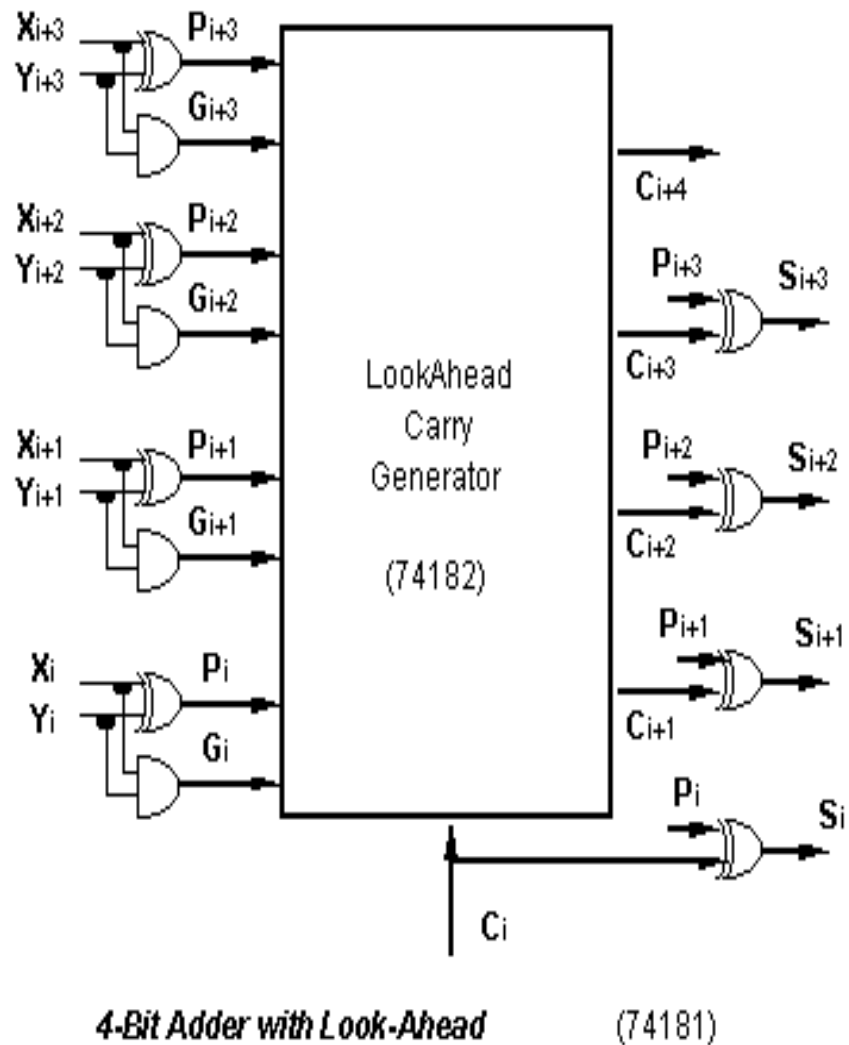 Xi+3
Pi+3
Yi+3
Gi+3
Ci+4
Xi+2
Pi+2
Yi+2
Gi+2
Pi+3
Si+3
Ci+3
LookAhead
Carry
Generator
(74182)
Xi+1
Pi+1
Yi+1
Gi+1
Pi+2
Si+2
Ci+2
Xi
Pi
Yi
Gi
Pi+1
Si+1
Ci+1
Pi
Si
Ci
4-Bit Adder with Look-Ahead (74181)